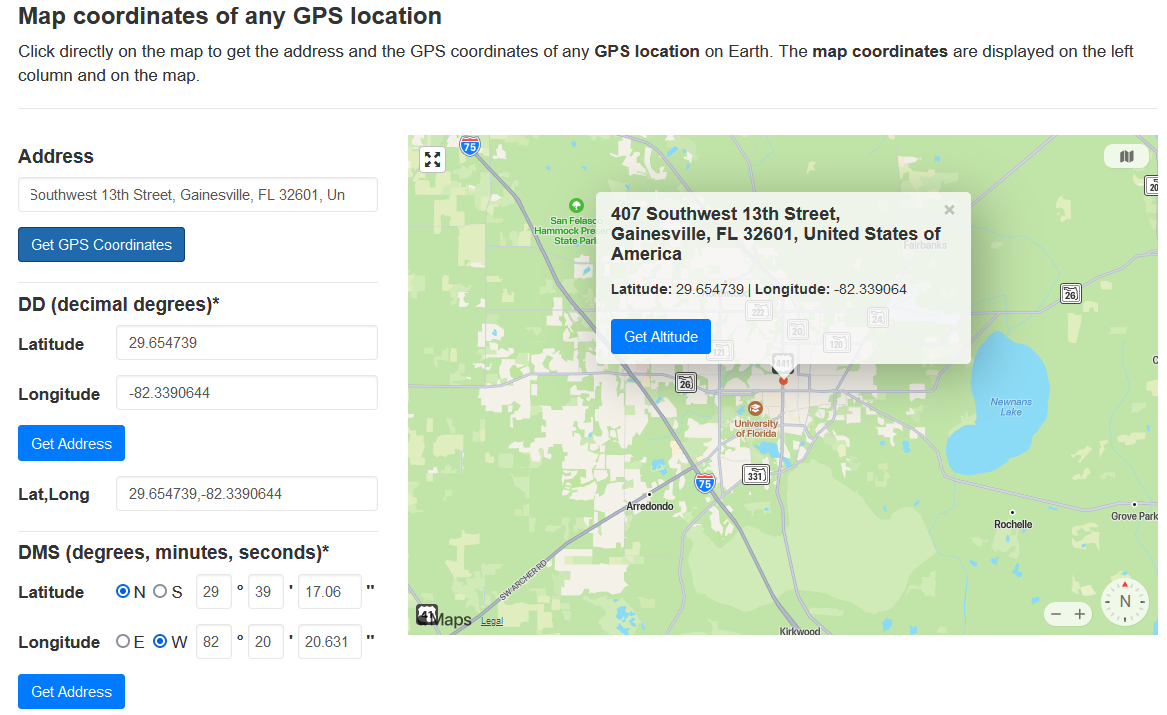 Map coordinates of any GPS location
Click directly on the map to get the address and the GPS coordinates of any GPS location on Earth. The map coordinates are displayed on the left
column and on the map.
Address
Southwest 13th Street, Gainesville, FL 32601, Un
Get GPS Coordinates
DD (decimal degrees)*
Latitude
29.654739
Longitude
-82.3390644
Get Address
Lat,Long
29.654739,-82.3390644
DMS (degrees, minutes, seconds)*
Latitude
N S 29 ° 39 ' 17.06 "
Longitude
E W 82 ° 20 ' 20.631 "
Get Address
75
20
San Felasco
Hammock Pre
State Park
407 Southwest 13th Street,
Gainesville, FL 32601, United States of
America
×
Fairbanks
Latitude: 29.654739 | Longitude: -82.339064
Get Altitude
222
24
20
120
121
441
26
26
University
of Florida
Newnans
Lake
331
75
Arredondo
Rochelle
Grove Park
SW ARCHER RD
41
Maps
Legal
Kirkwood
N
− +